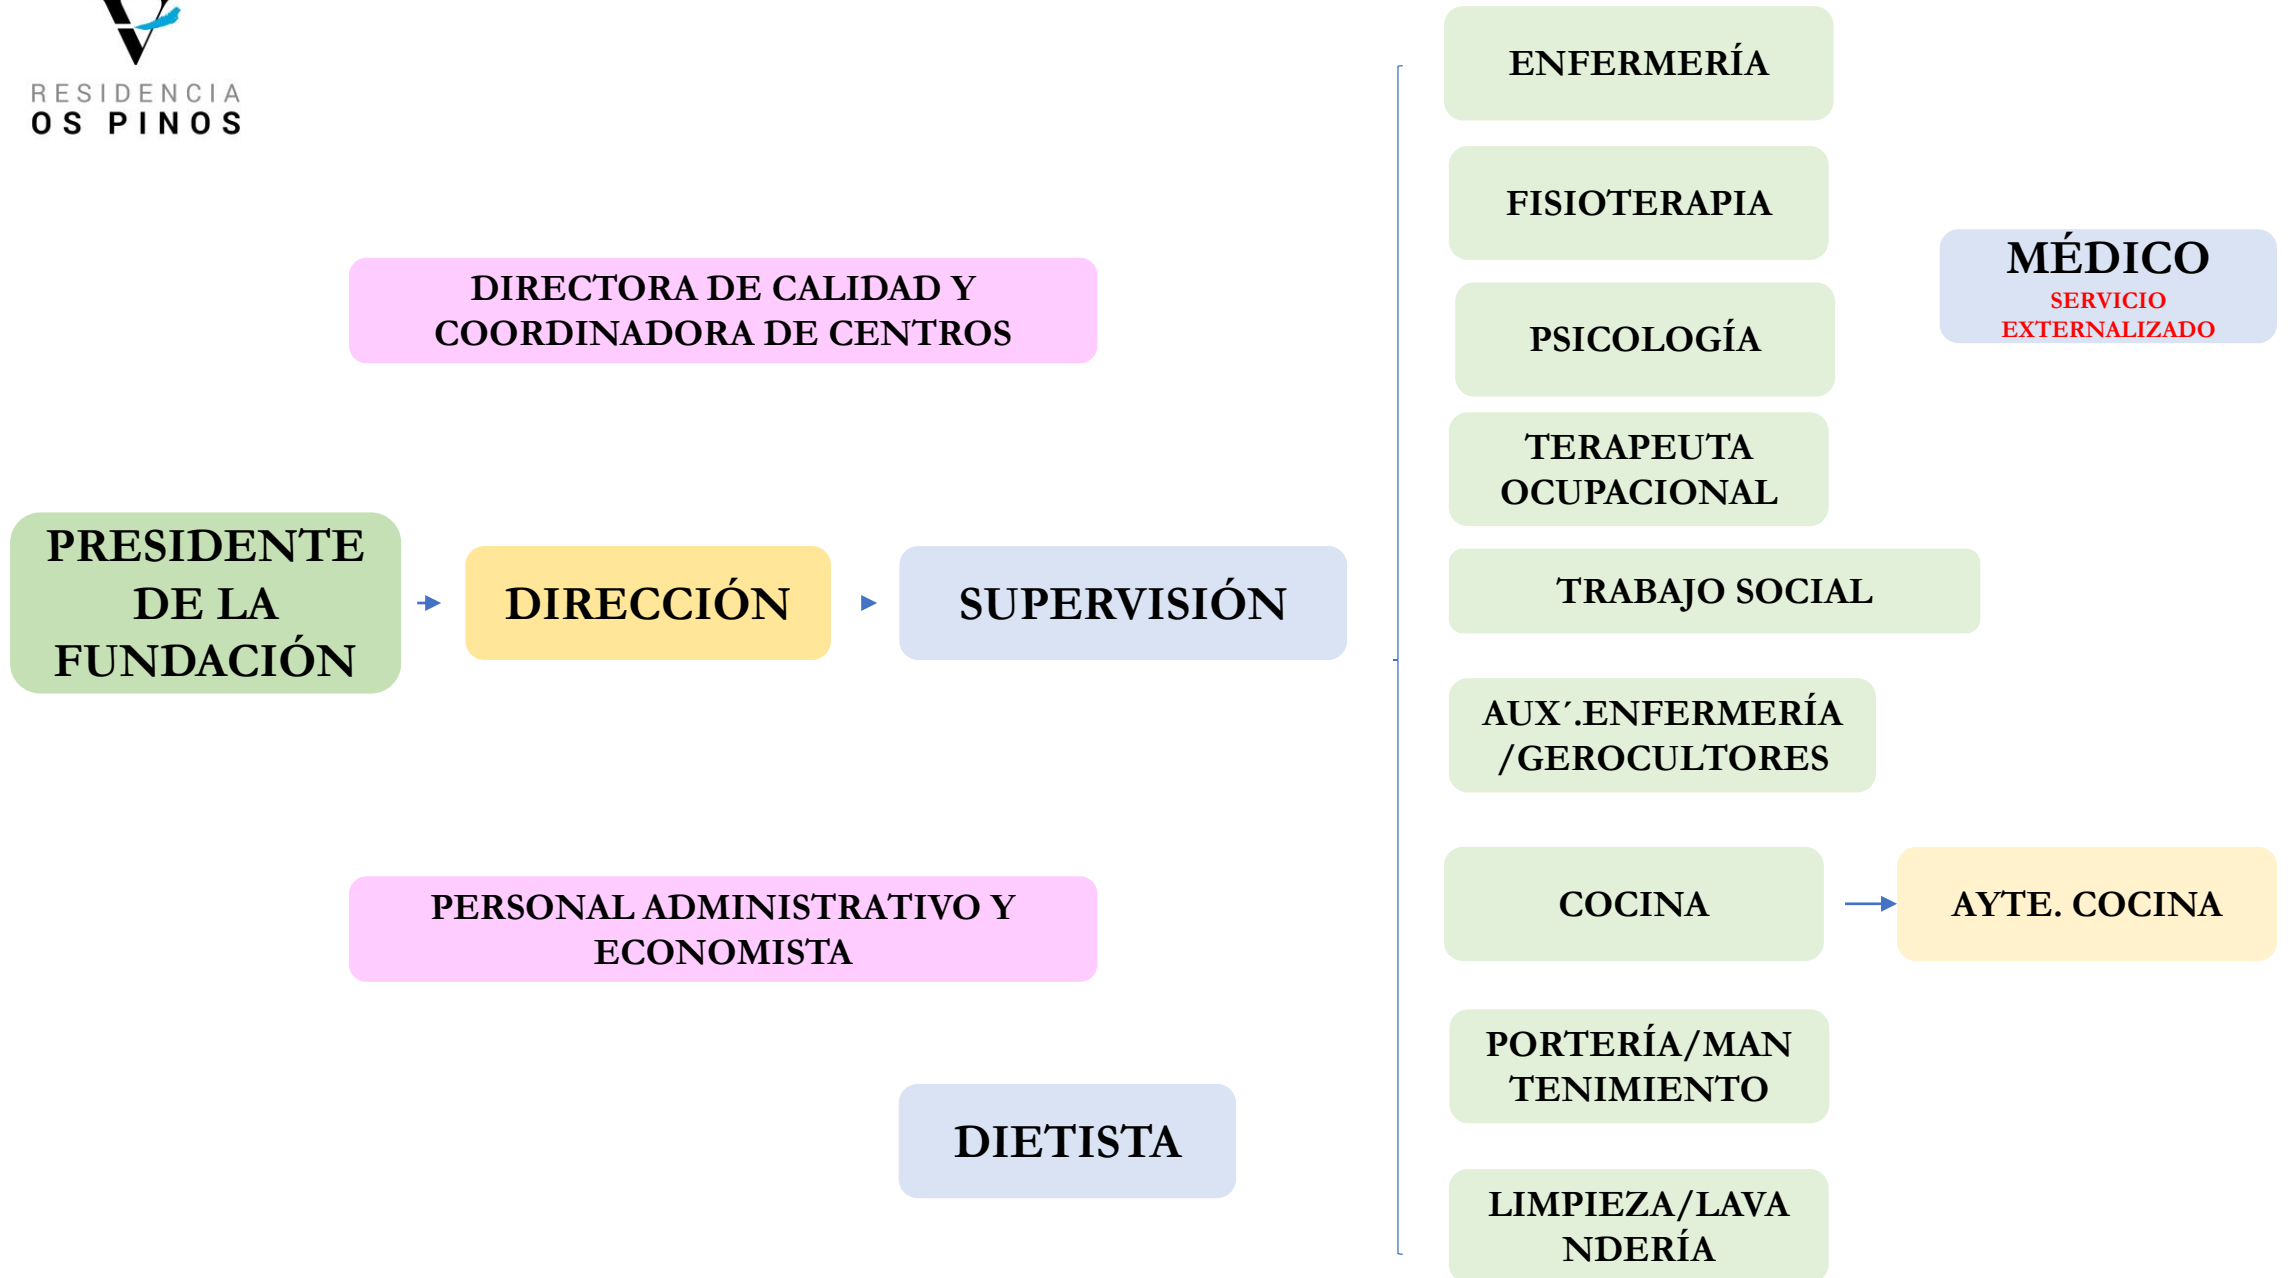 RESIDENCIA
OS PINOS
ENFERMERÍA
FISIOTERAPIA
MÉDICO
SERVICIO
EXTERNALIZADO
DIRECTORA DE CALIDAD Y
COORDINADORA DE CENTROS
PSICOLOGÍA
TERAPEUTA
OCUPACIONAL
PRESIDENTE
DE LA
FUNDACIÓN
DIRECCIÓN
SUPERVISIÓN
TRABAJO SOCIAL
AUX´.ENFERMERÍA
/GEROCULTORES
PERSONAL ADMINISTRATIVO Y
ECONOMISTA
COCINA
AYTE. COCINA
PORTERÍA/MAN
TENIMIENTO
DIETISTA
LIMPIEZA/LAVA
NDERÍA